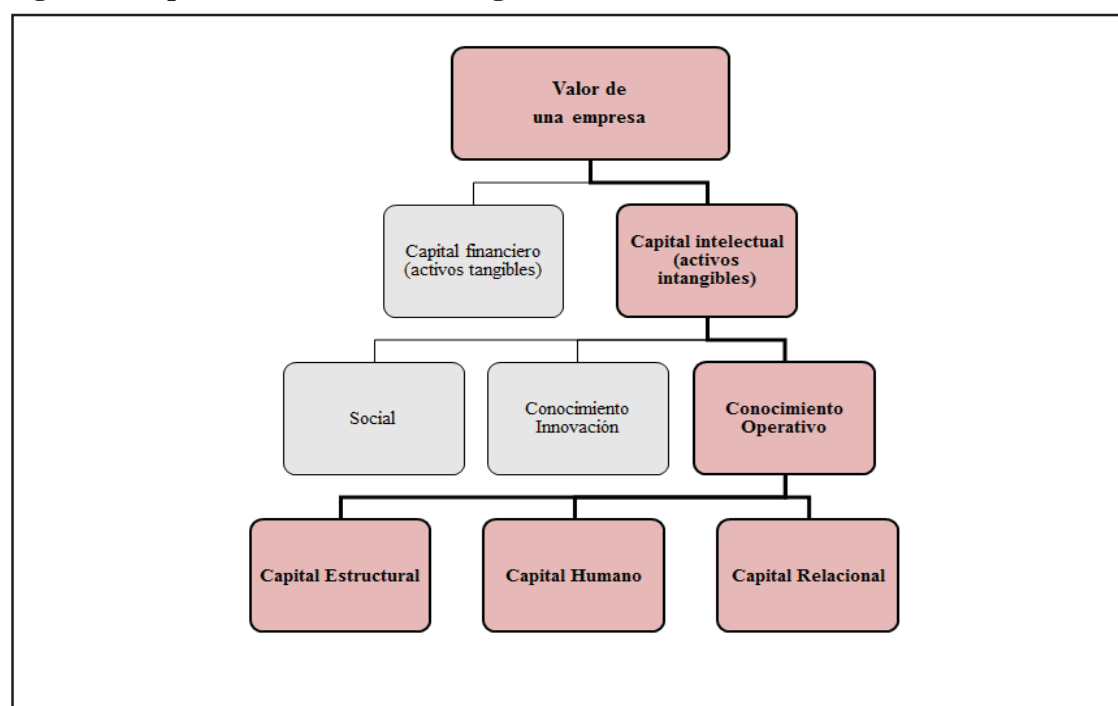 Valor de
una empresa
Capital financiero
(activos tangibles)
Capital intelectual
(activos
intangibles)
Social
Conocimiento
Innovación
Conocimiento
Operativo
Capital Estructural
Capital Humano
Capital Relacional